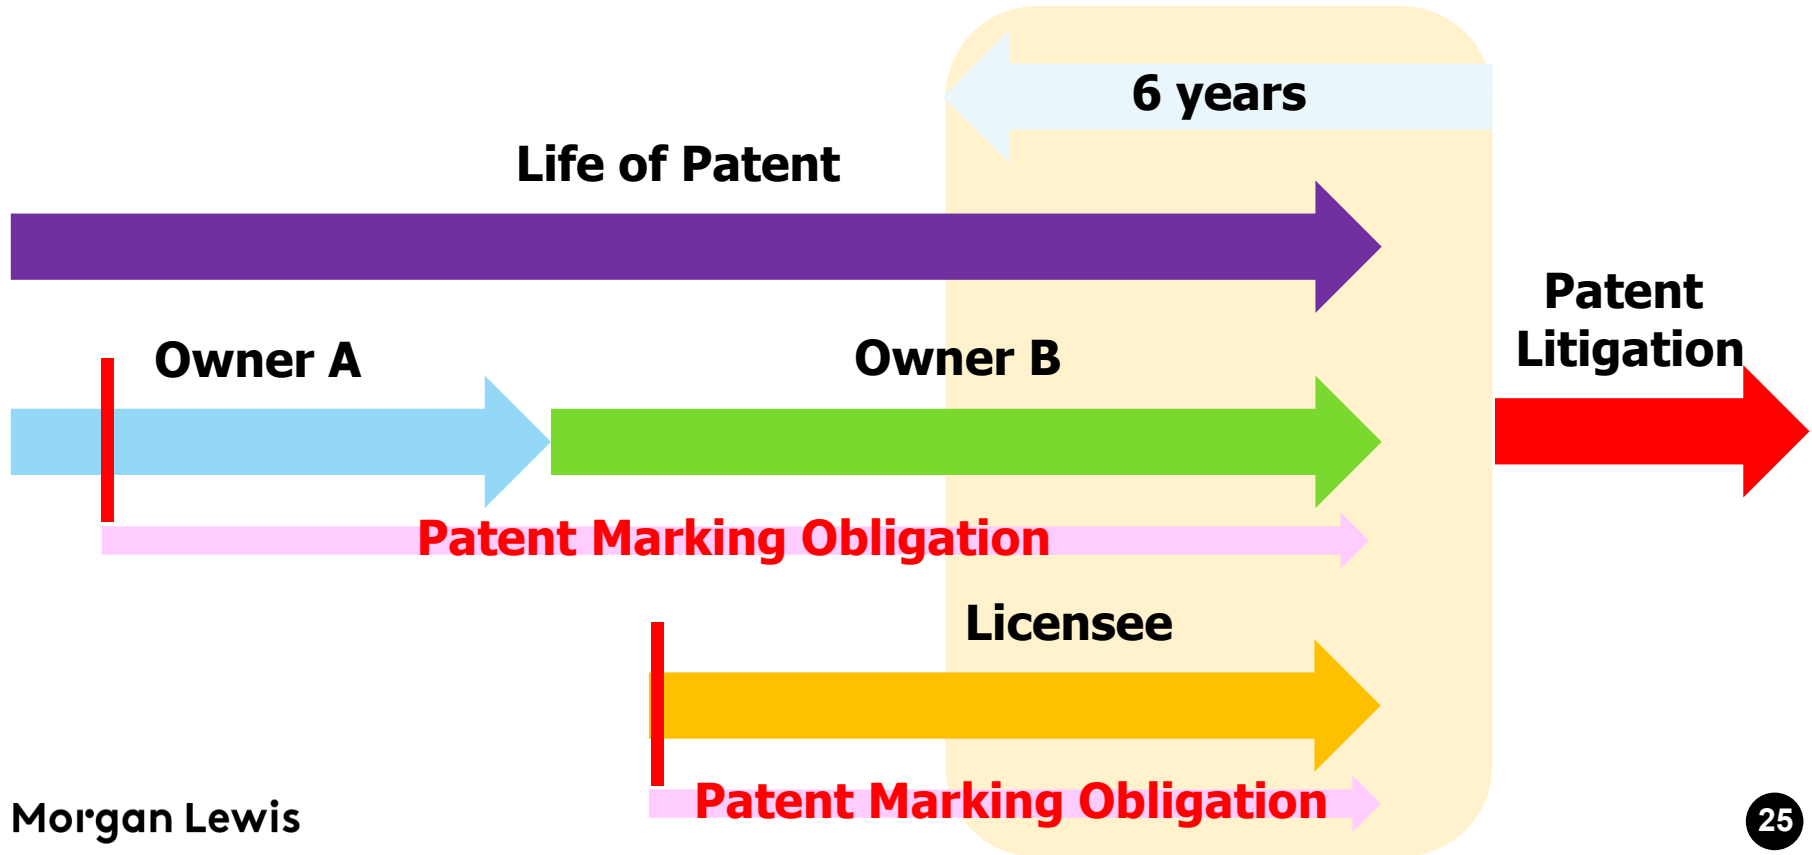 6 years
Life of Patent
Patent
Litigation
Owner A
Owner B
Patent Marking Obligation
Licensee
Patent Marking Obligation
Morgan Lewis
25